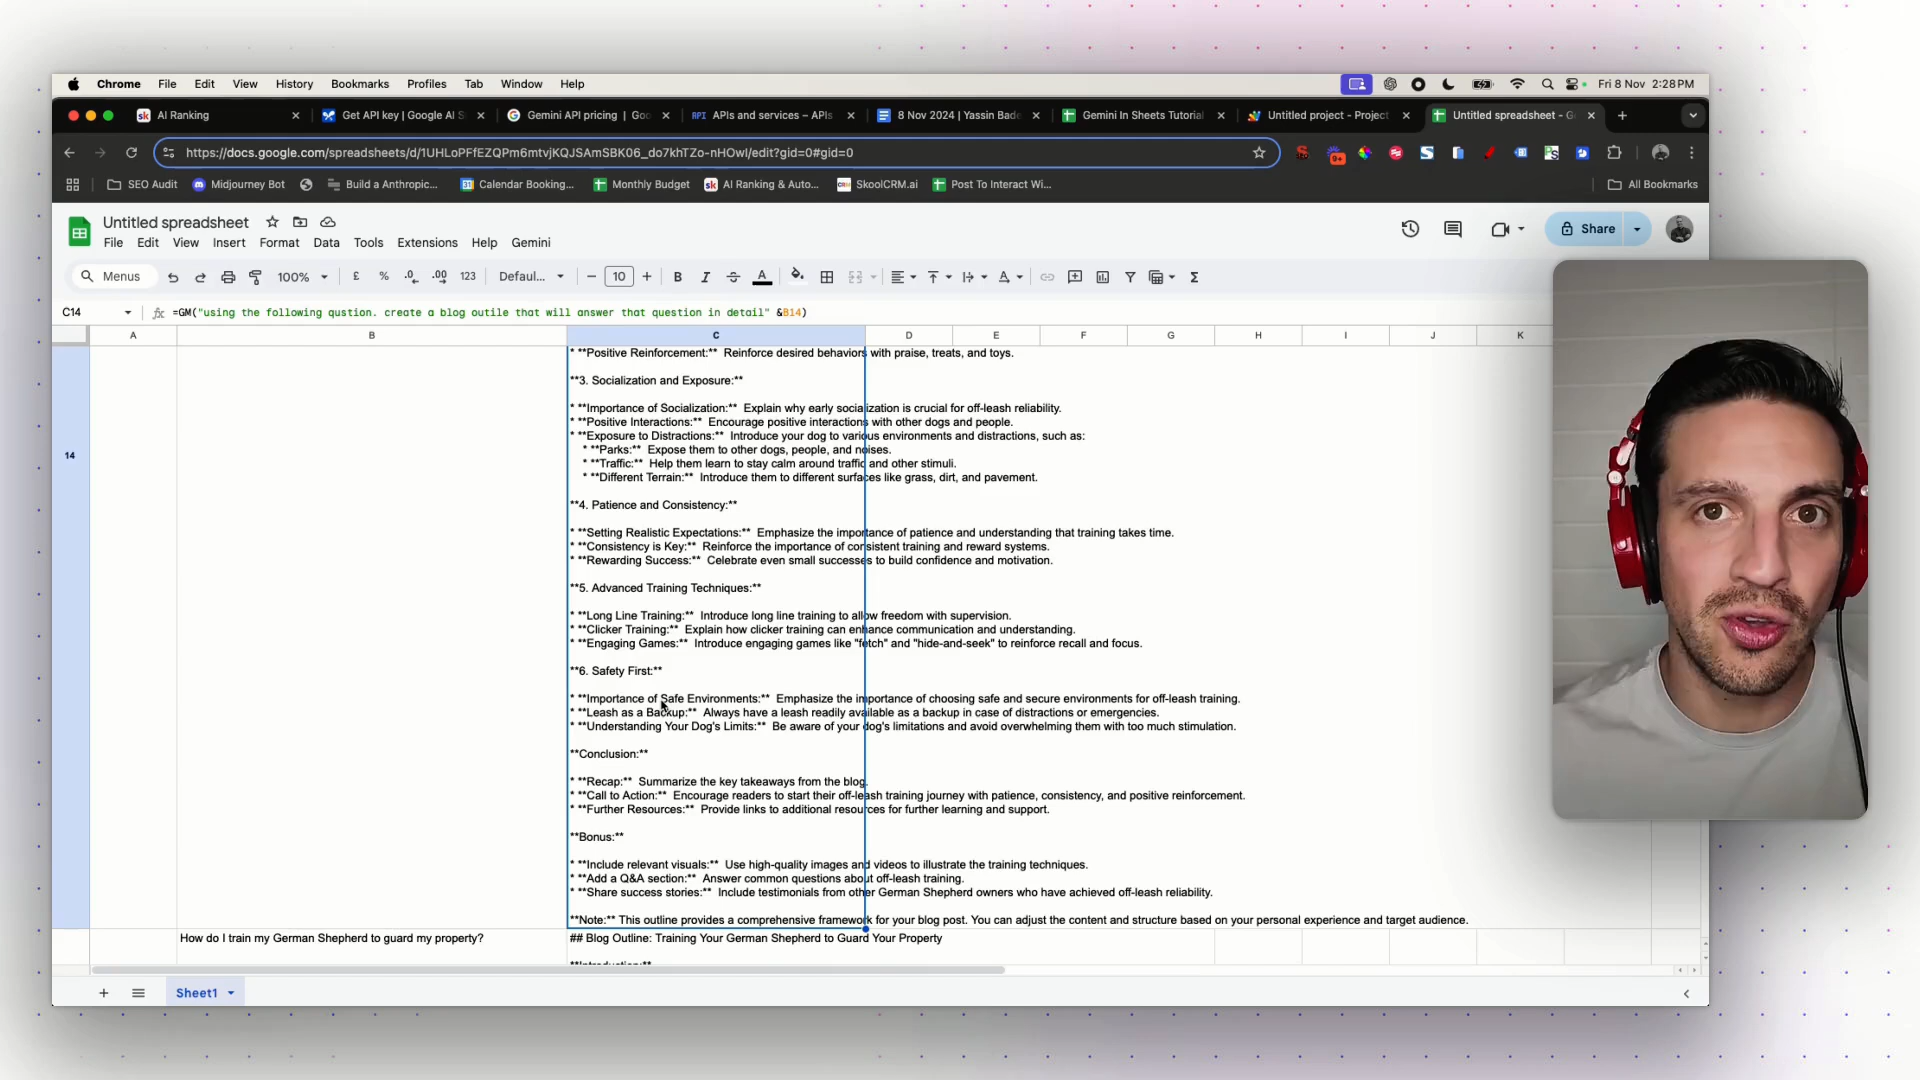 Chrome File Edit View History Bookmarks Profiles Tab Window Help
Fri 8 Nov 2:28 PM
AI Ranking
Get API key | Google AI S
Gemini API pricing | Goo
API APIs and services – APIs
8 Nov 2024 | Yassin Bade
Gemini In Sheets Tutorial
Untitled project - Project
Untitled spreadsheet - G
https://docs.google.com/spreadsheets/d/1UHLoPFfEZQPm6mtvjKQJSAmSBK06_do7khTZo-nHOwI/edit?gid=0#gid=0
9+
SEO Audit
Midjourney Bot
Build a Anthropic...
Calendar Booking...
Monthly Budget
AI Ranking & Auto...
SkoolCRM.ai
Post To Interact Wi...
All Bookmarks
Untitled spreadsheet
File Edit View Insert Format Data Tools Extensions Help Gemini
Share
Menus 100% £ % .0 .00 123 Defaul... 10 B I A Σ
C14 fx =GM("using the following qustion. create a blog outile that will answer that question in detail" &B14)
A B C D E F G H I J K
* **Positive Reinforcement:** Reinforce desired behaviors with praise, treats, and toys.
**3. Socialization and Exposure:**
* **Importance of Socialization:** Explain why early socialization is crucial for off-leash reliability.
* **Positive Interactions:** Encourage positive interactions with other dogs and people.
* **Exposure to Distractions:** Introduce your dog to various environments and distractions, such as:
* **Parks:** Expose them to other dogs, people, and noises.
14
* **Traffic:** Help them learn to stay calm around traffic and other stimuli.
* **Different Terrain:** Introduce them to different surfaces like grass, dirt, and pavement.
**4. Patience and Consistency:**
* **Setting Realistic Expectations:** Emphasize the importance of patience and understanding that training takes time.
* **Consistency is Key:** Reinforce the importance of consistent training and reward systems.
* **Rewarding Success:** Celebrate even small successes to build confidence and motivation.
**5. Advanced Training Techniques:**
* **Long Line Training:** Introduce long line training to allow freedom with supervision.
* **Clicker Training:** Explain how clicker training can enhance communication and understanding.
* **Engaging Games:** Introduce engaging games like "fetch" and "hide-and-seek" to reinforce recall and focus.
**6. Safety First:**
* **Importance of Safe Environments:** Emphasize the importance of choosing safe and secure environments for off-leash training.
* **Leash as a Backup:** Always have a leash readily available as a backup in case of distractions or emergencies.
* **Understanding Your Dog's Limits:** Be aware of your dog's limitations and avoid overwhelming them with too much stimulation.
**Conclusion:**
* **Recap:** Summarize the key takeaways from the blog.
* **Call to Action:** Encourage readers to start their off-leash training journey with patience, consistency, and positive reinforcement.
* **Further Resources:** Provide links to additional resources for further learning and support.
**Bonus:**
* **Include relevant visuals:** Use high-quality images and videos to illustrate the training techniques.
* **Add a Q&A section:** Answer common questions about off-leash training.
* **Share success stories:** Include testimonials from other German Shepherd owners who have achieved off-leash reliability.
**Note:** This outline provides a comprehensive framework for your blog post. You can adjust the content and structure based on your personal experience and target audience.
How do I train my German Shepherd to guard my property?
## Blog Outline: Training Your German Shepherd to Guard Your Property
**Introduction:**
Sheet1